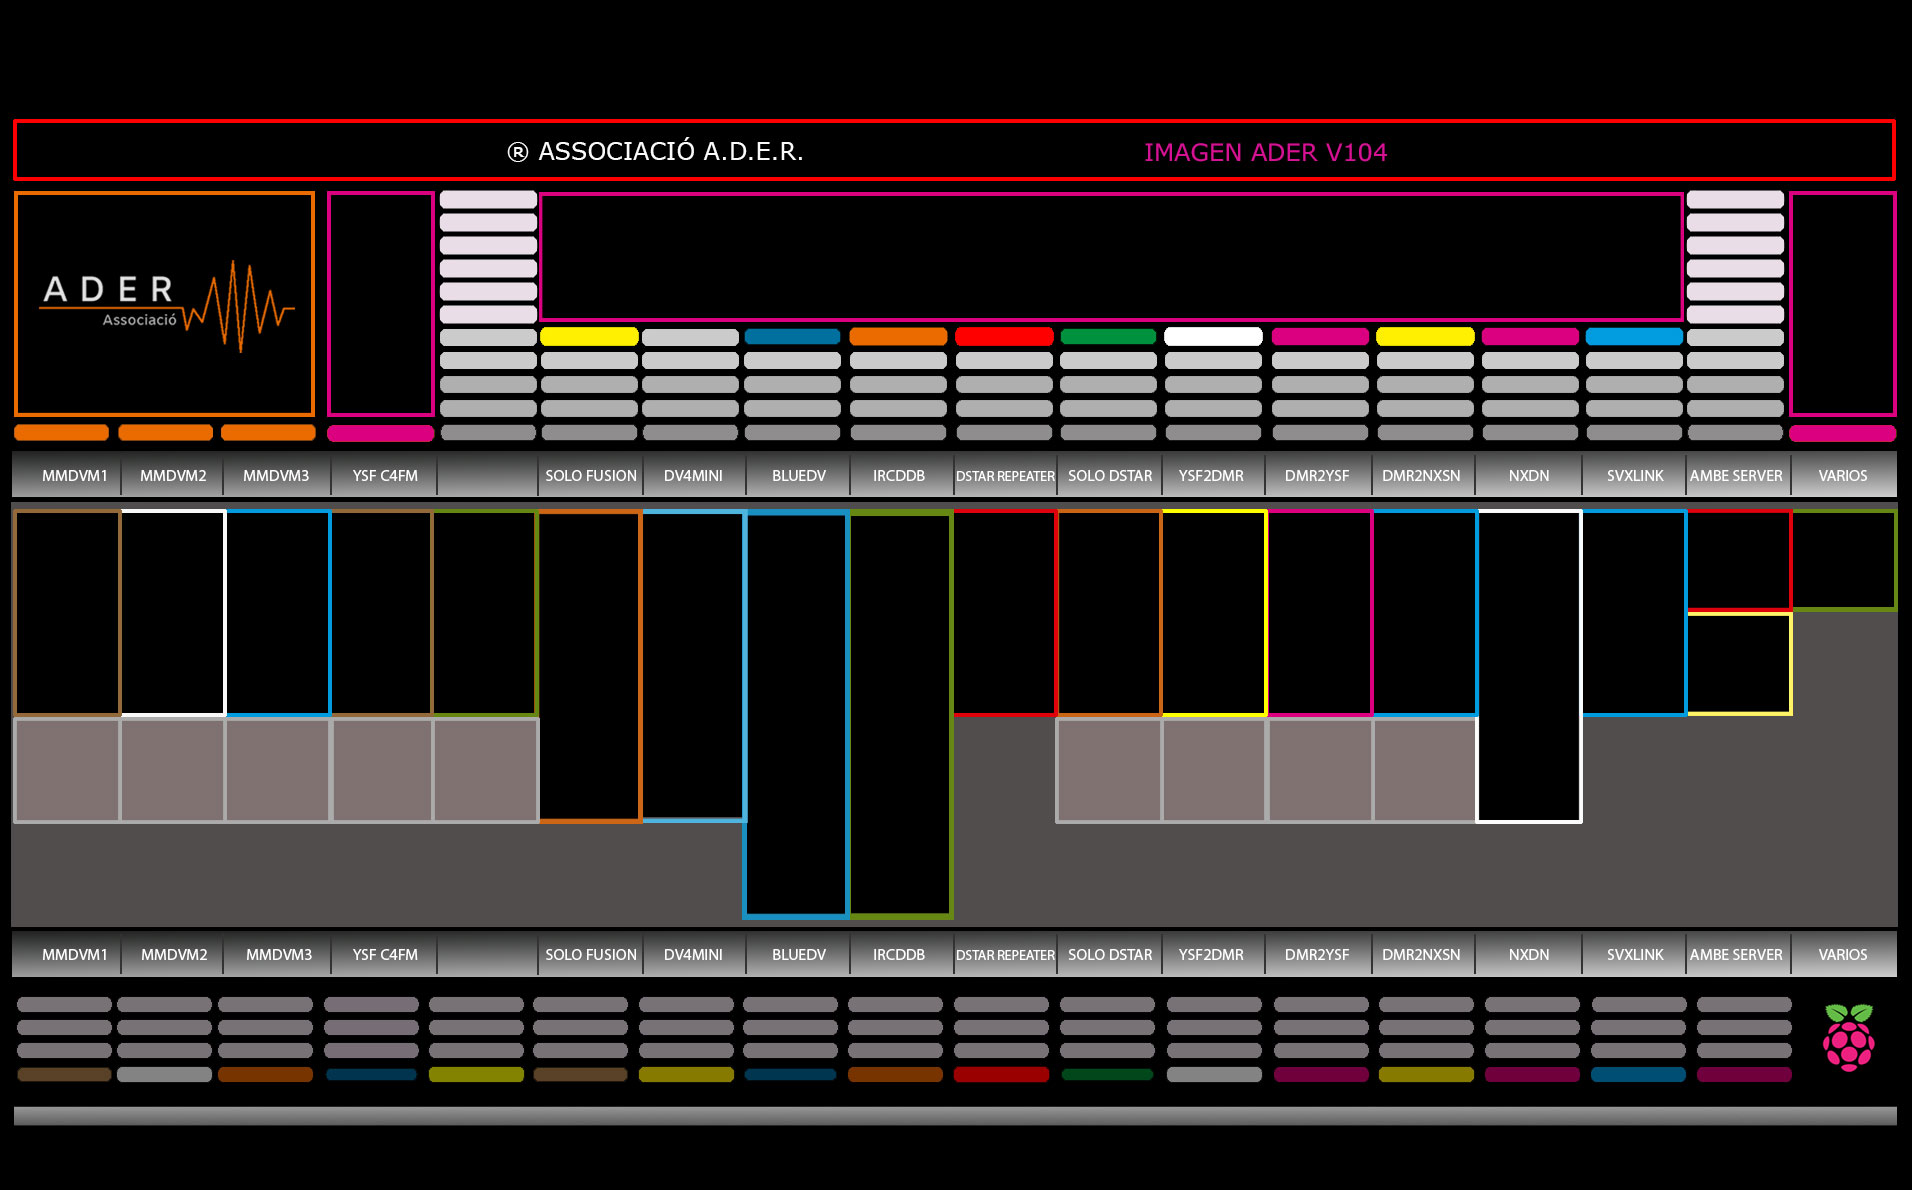 ® ASSOCIACIÓ A.D.E.R. IMAGEN ADER V104
ADER
Associació
MMDVM1 MMDVM2 MMDVM3 YSF C4FM SOLO FUSION DV4MINI BLUEDV IRCDDB DSTAR REPEATER SOLO DSTAR YSF2DMR DMR2YSF DMR2NXSN NXDN SVXLINK AMBE SERVER VARIOS
MMDVM1 MMDVM2 MMDVM3 YSF C4FM SOLO FUSION DV4MINI BLUEDV IRCDDB DSTAR REPEATER SOLO DSTAR YSF2DMR DMR2YSF DMR2NXSN NXDN SVXLINK AMBE SERVER VARIOS